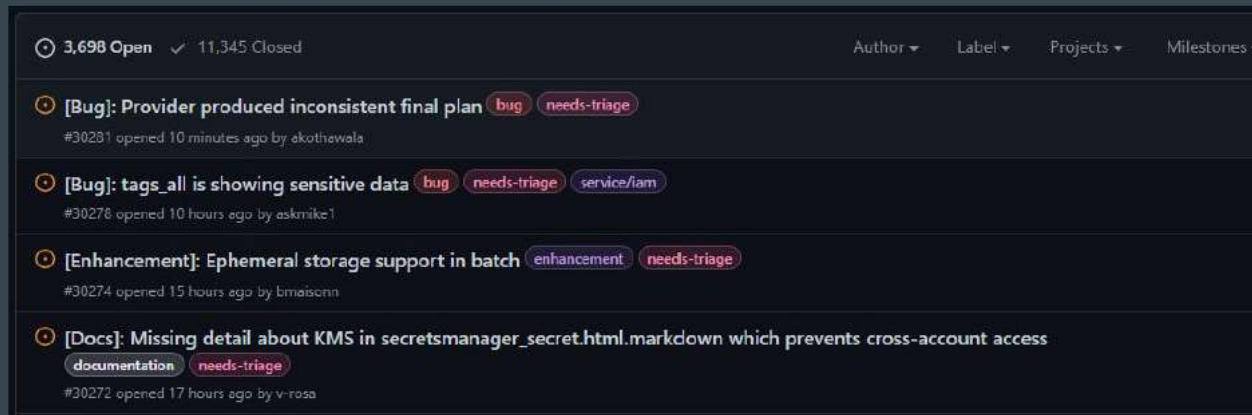 3,698 Open 11,345 Closed Author Label Projects Milestones
[Bug]: Provider produced inconsistent final plan bug needs-triage
#30281 opened 10 minutes ago by akothawala
[Bug]: tags_all is showing sensitive data bug needs-triage service/iam
#30278 opened 10 hours ago by askmike1
[Enhancement]: Ephemeral storage support in batch enhancement needs-triage
#30274 opened 15 hours ago by bmaisonn
[Docs]: Missing detail about KMS in secretsmanager_secret.html.markdown which prevents cross-account access
documentation needs-triage
#30272 opened 17 hours ago by v-rosa